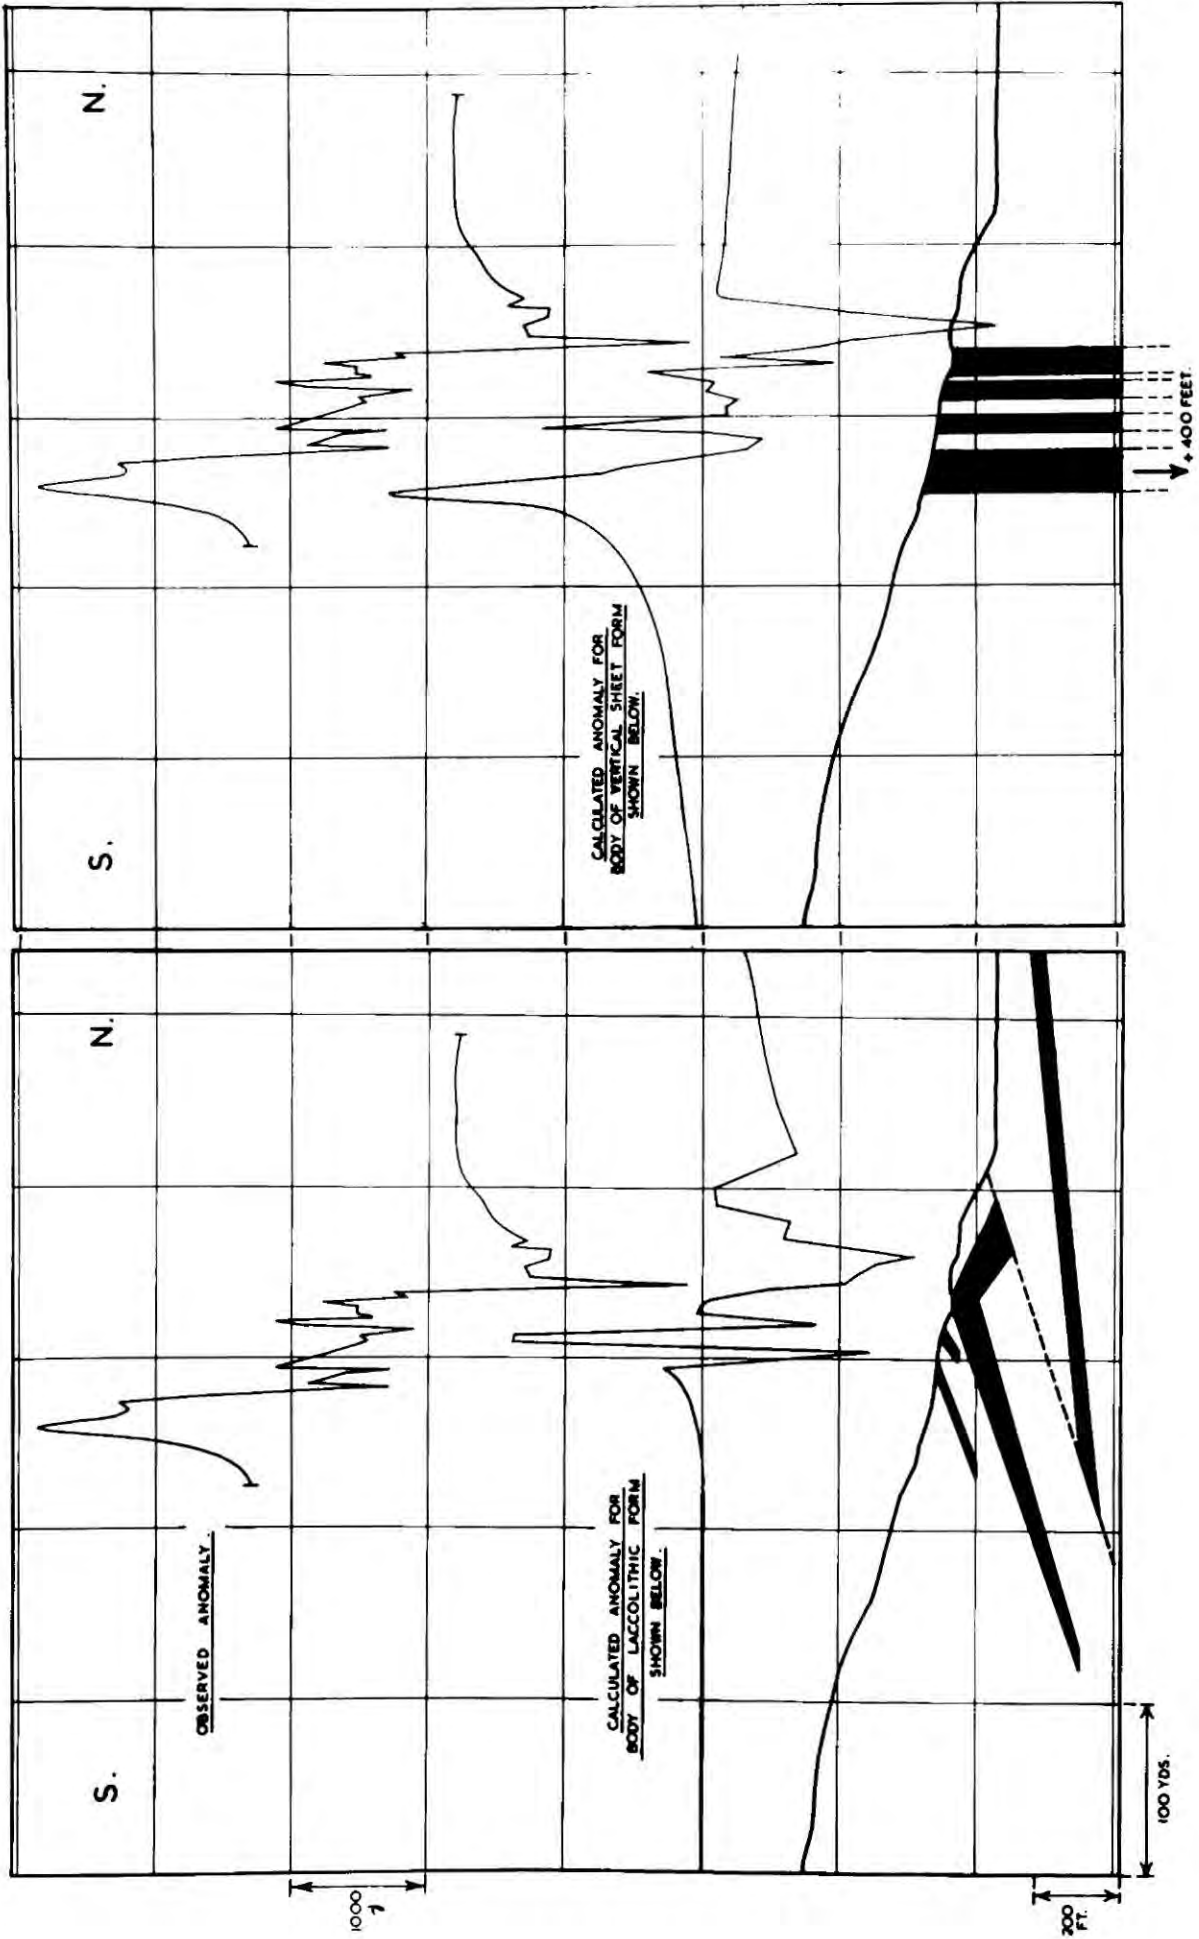 S.
N.
OBSERVED ANOMALY.
1000
γ
CALCULATED ANOMALY FOR
BODY OF LACCOLITHIC FORM
SHOWN BELOW.
200
FT.
100 YDS.
S.
N.
CALCULATED ANOMALY FOR
BODY OF VERTICAL SHEET FORM
SHOWN BELOW.
+ 400 FEET.